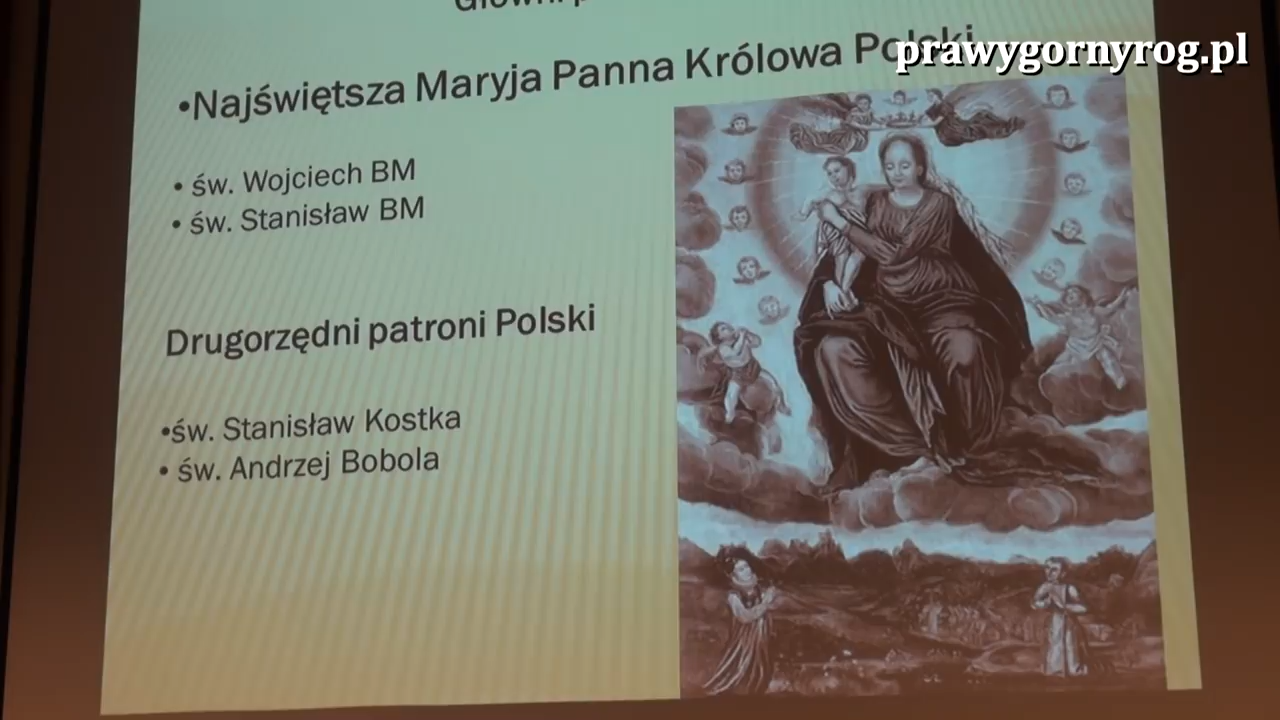 prawygornyrog.pl
•Najświętsza Maryja Panna Królowa Polski
• św. Wojciech BM
• św. Stanisław BM
Drugorzędni patroni Polski
•św. Stanisław Kostka
• św. Andrzej Bobola